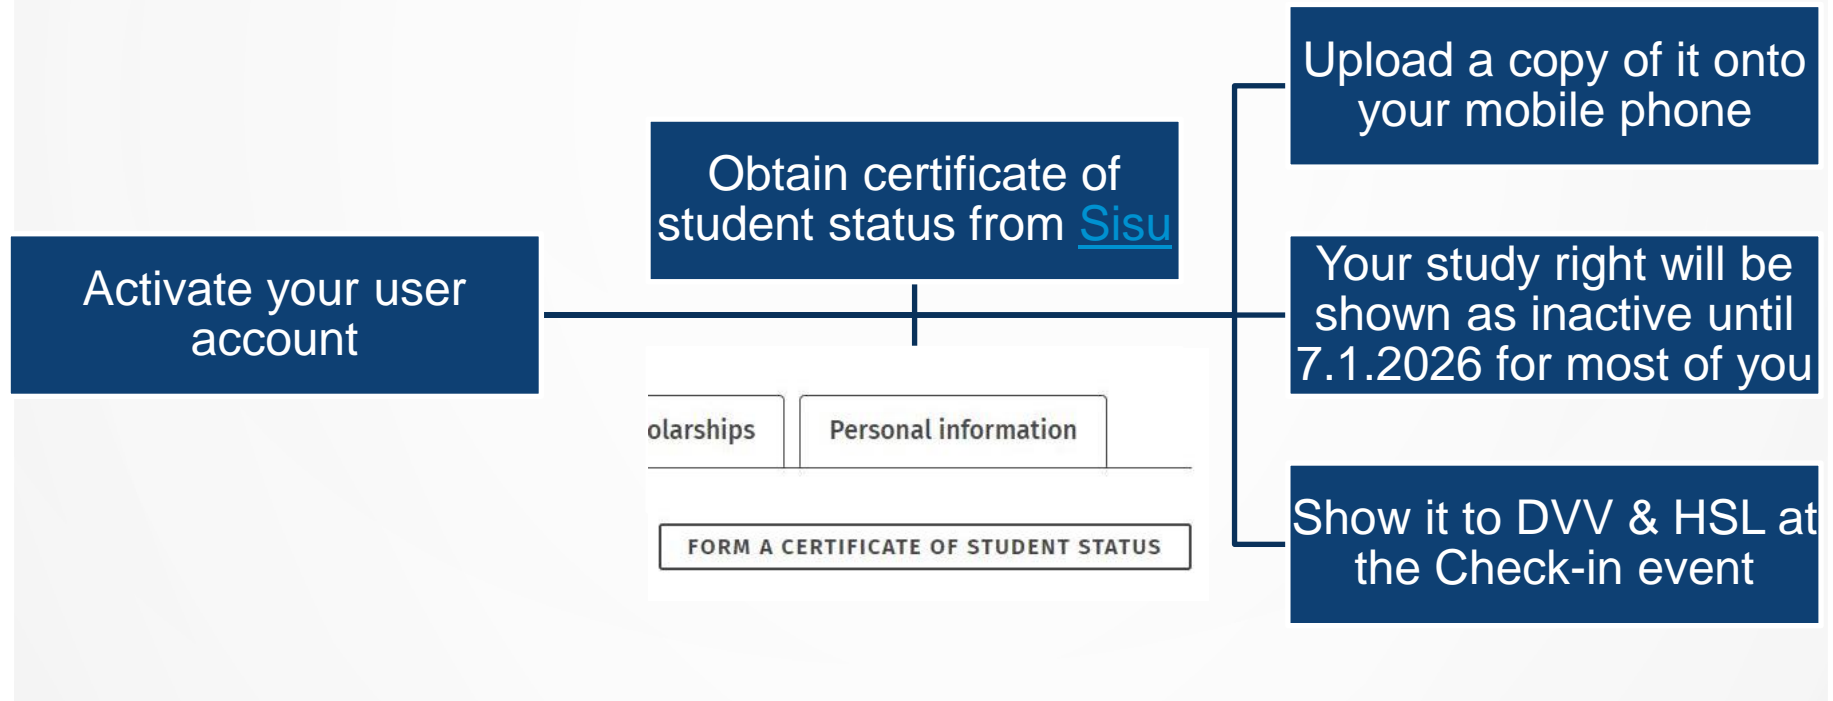 Activate your user
account
Obtain certificate of
student status from Sisu
olarships
Personal information
FORM A CERTIFICATE OF STUDENT STATUS
Upload a copy of it onto
your mobile phone
Your study right will be
shown as inactive until
7.1.2026 for most of you
Show it to DVV & HSL at
the Check-in event